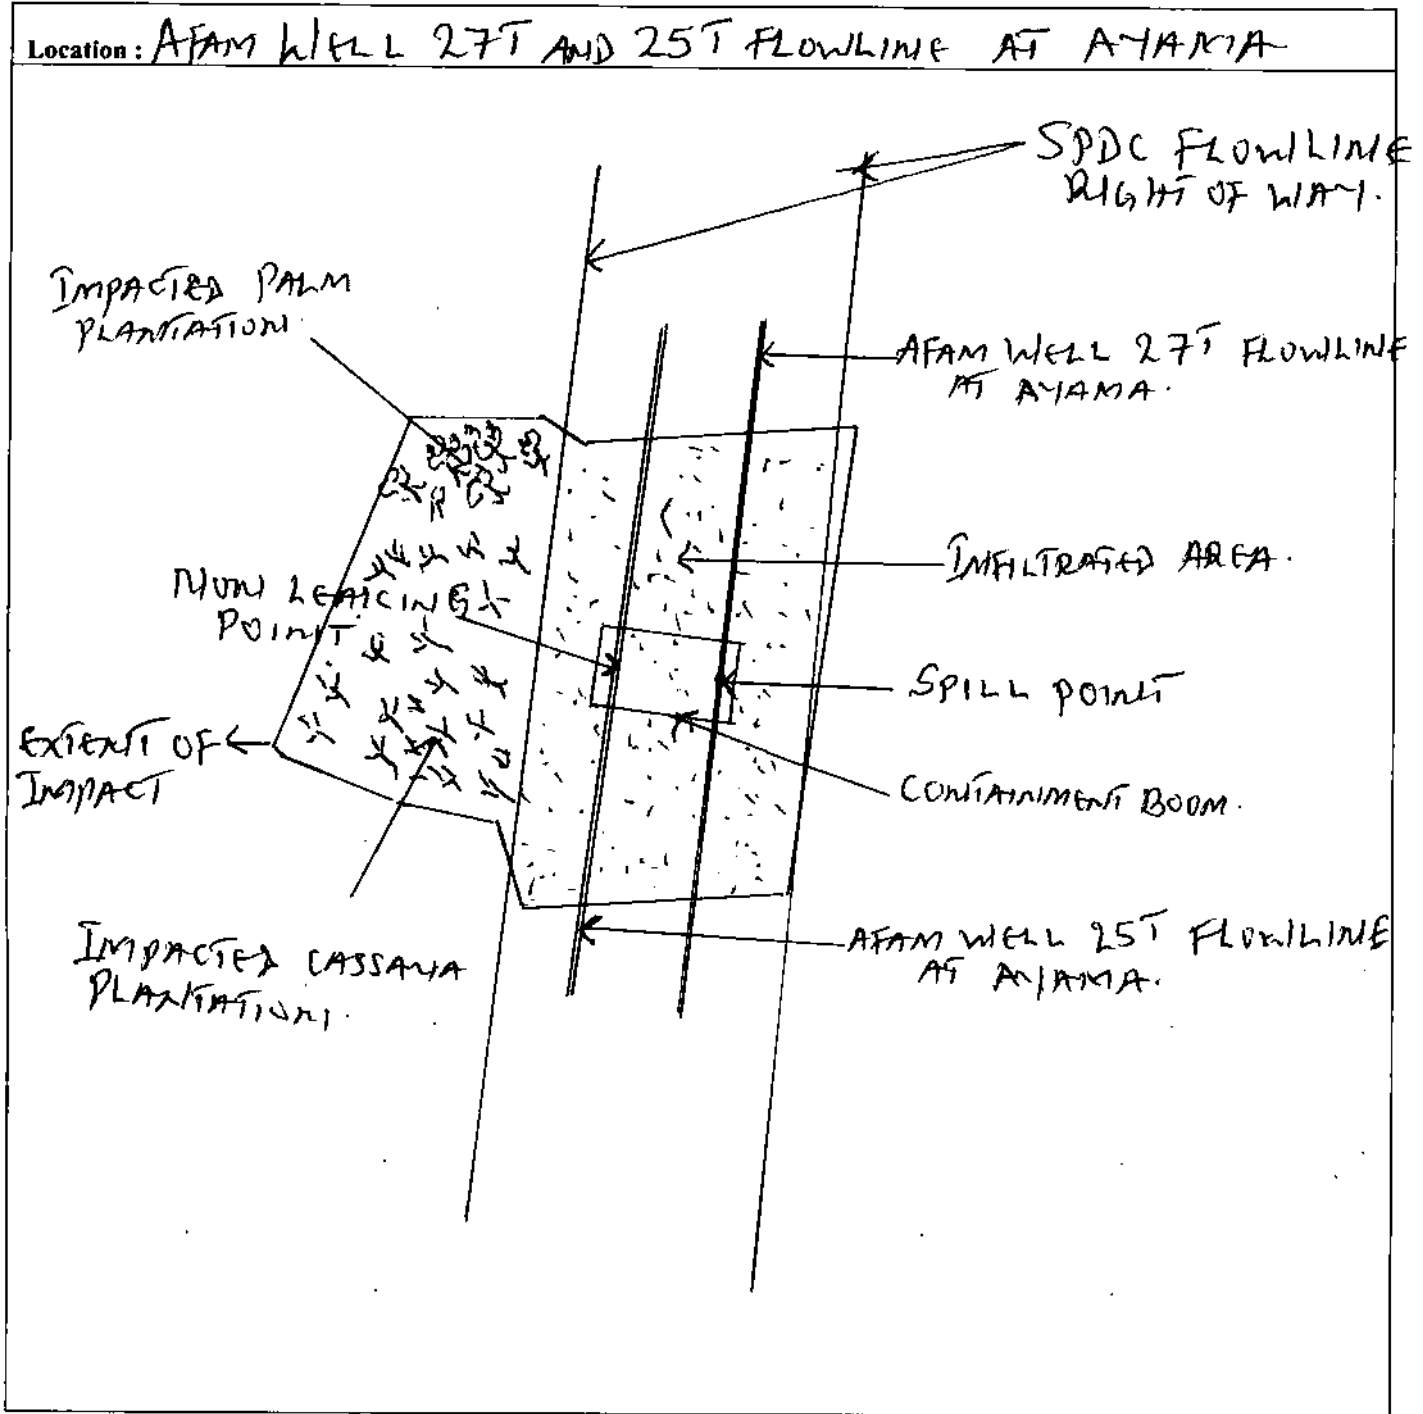 Location : AFAM WELL 27T AND 25T FLOWLINE AT AYAMA
SPDC FLOWLINE
RIGHT OF WAY.
IMPACTED PALM
PLANTATION.
AFAM WELL 27T FLOWLINE
AT AYAMA.
INFILTRATED AREA.
NON LEAKING
POINT.
SPILL POINT
EXTENT OF
IMPACT
CONTAINMENT BOOM.
AFAM WELL 25T FLOWLINE
AT AYAMA.
IMPACTED CASSAVA
PLANTATION.